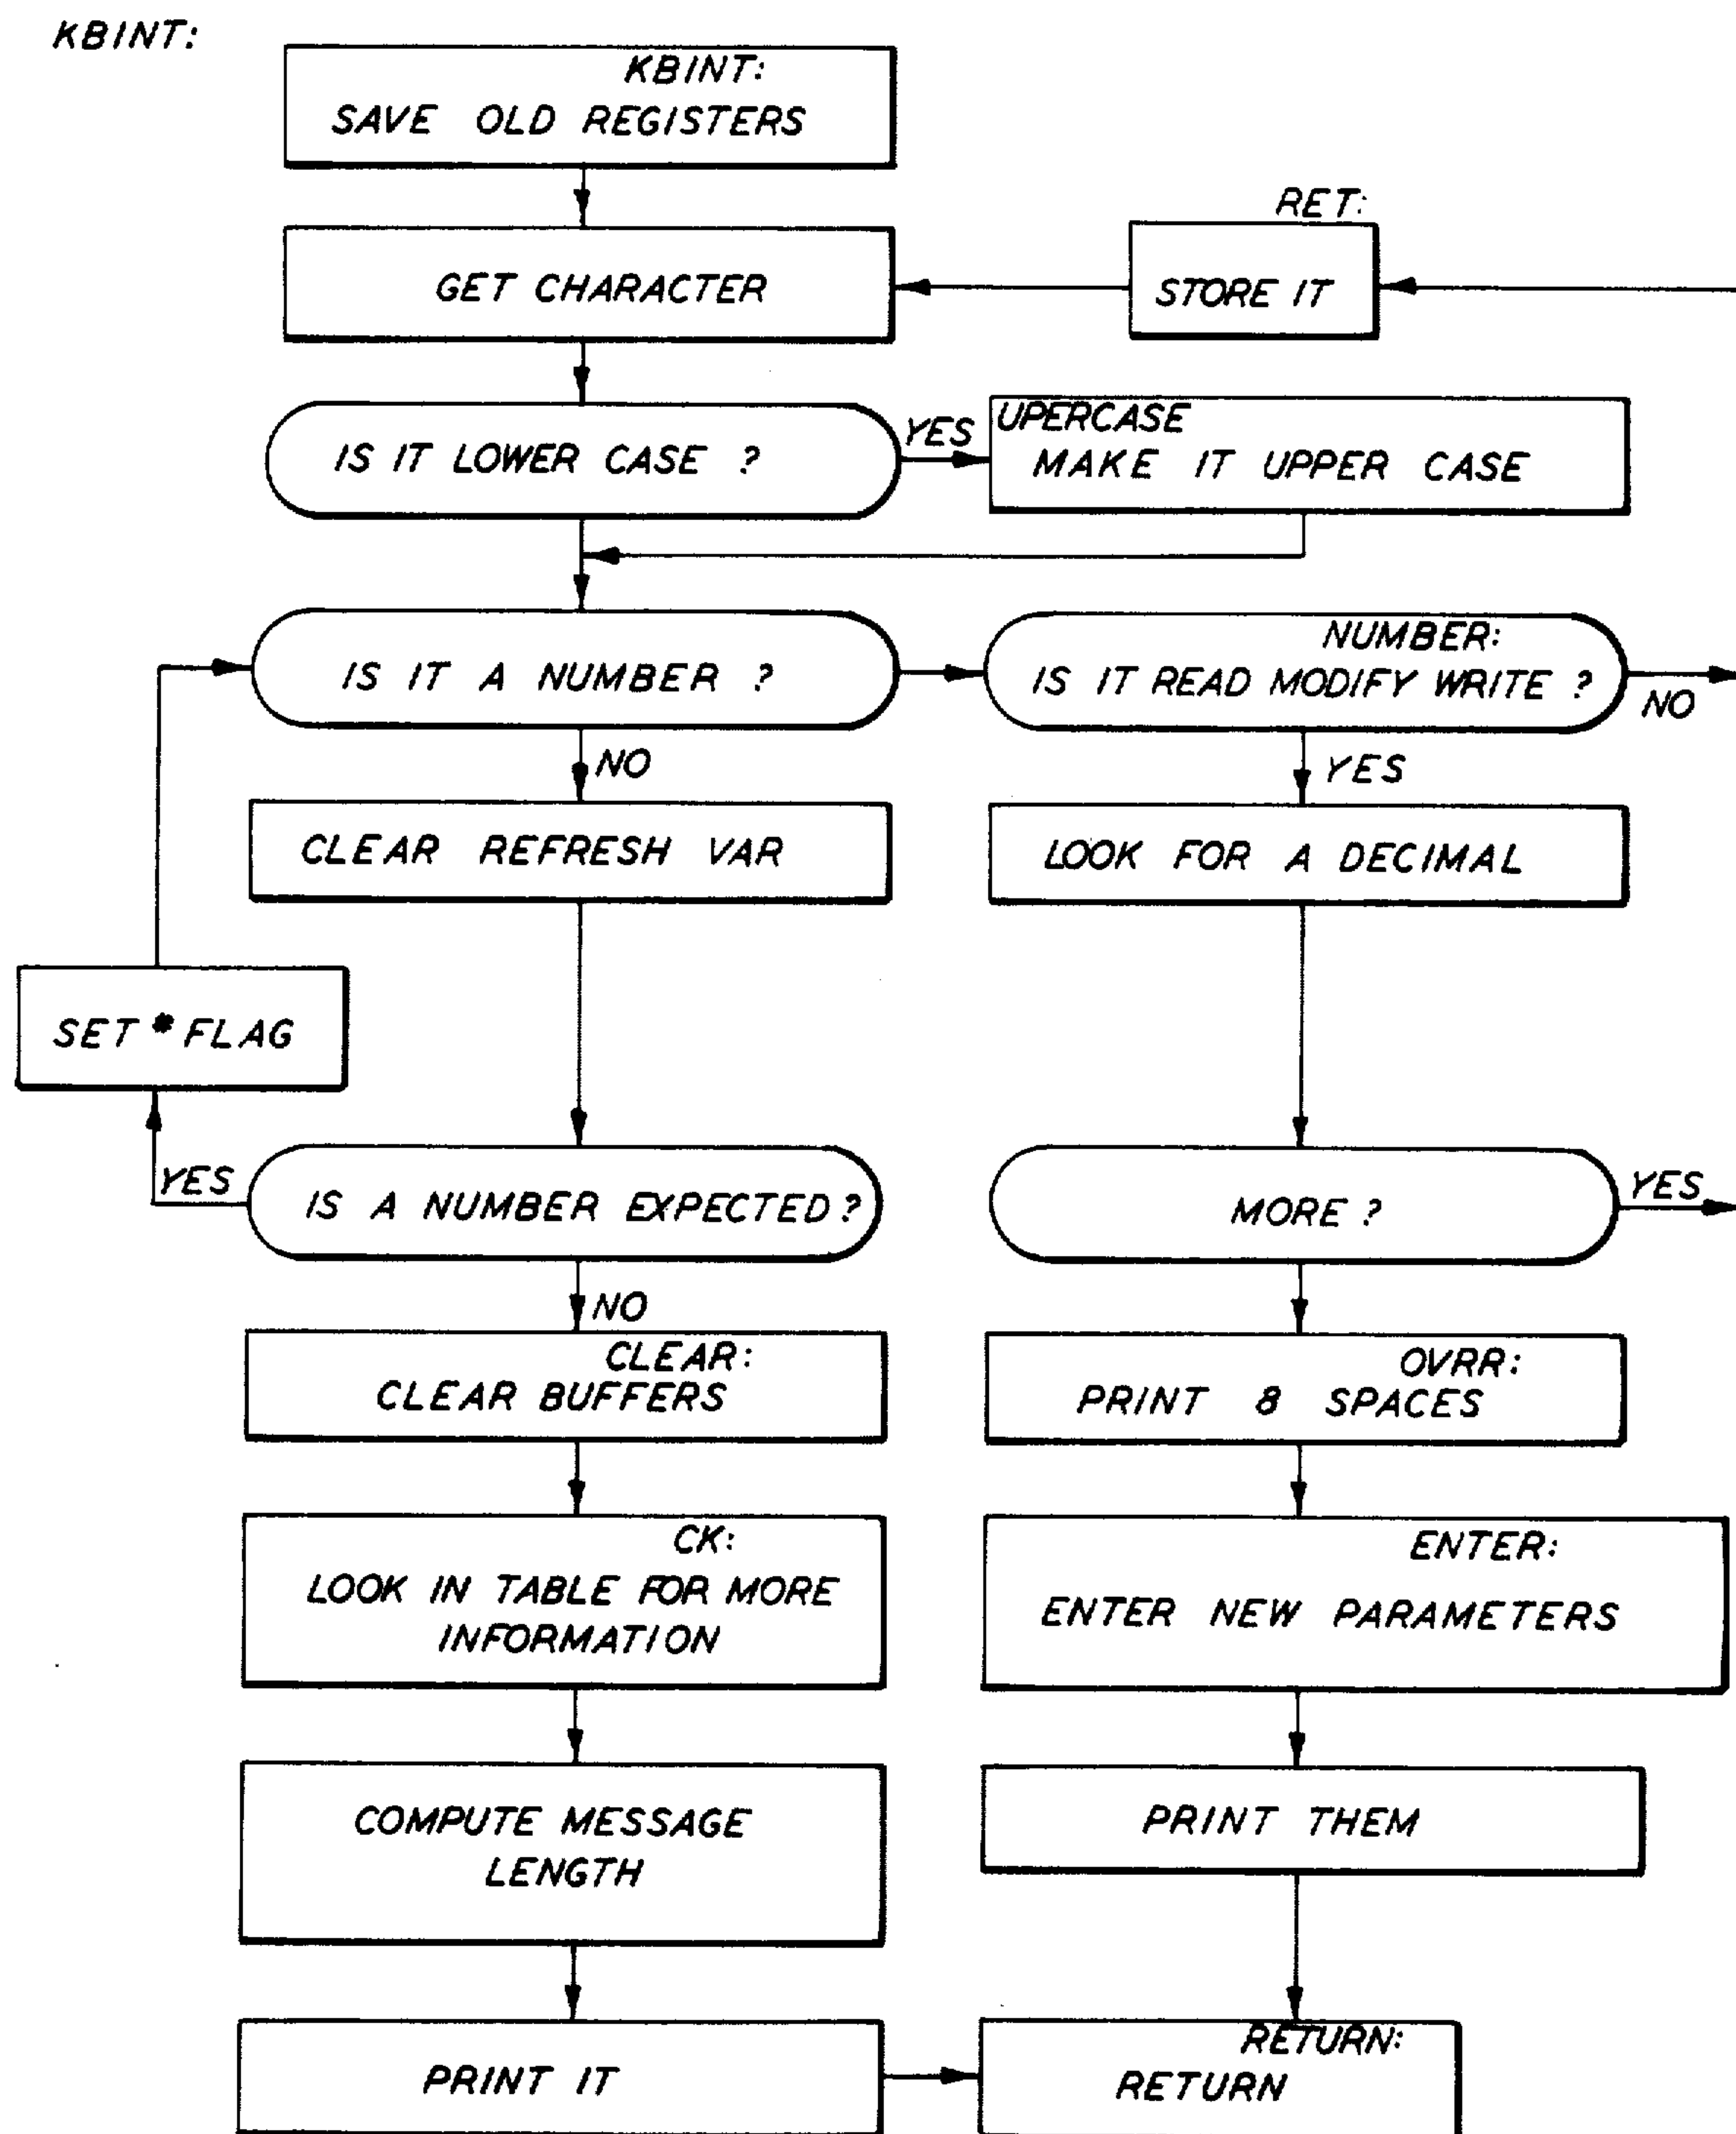 KBINT:
KBINT:
SAVE OLD REGISTERS
RET:
GET CHARACTER
STORE IT
IS IT LOWER CASE ?
YES
UPERCASE
MAKE IT UPPER CASE
IS IT A NUMBER ?
NUMBER:
IS IT READ MODIFY WRITE ?
NO
NO
YES
CLEAR REFRESH VAR
LOOK FOR A DECIMAL
SET # FLAG
YES
IS A NUMBER EXPECTED ?
MORE ?
YES
NO
CLEAR:
CLEAR BUFFERS
OVRR:
PRINT 8 SPACES
CK:
LOOK IN TABLE FOR MORE
INFORMATION
ENTER:
ENTER NEW PARAMETERS
COMPUTE MESSAGE
LENGTH
PRINT THEM
PRINT IT
RETURN:
RETURN